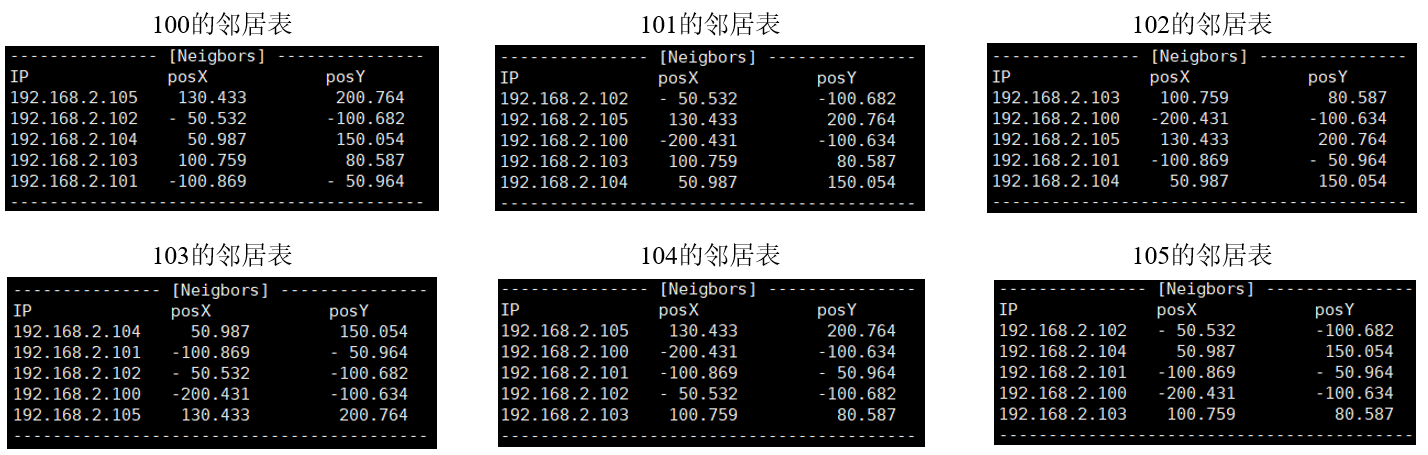 100的邻居表
--------------- [Neigbors] ---------------
IP posX posY
192.168.2.105 130.433 200.764
192.168.2.102 - 50.532 -100.682
192.168.2.104 50.987 150.054
192.168.2.103 100.759 80.587
192.168.2.101 -100.869 - 50.964
------------------------------------------
101的邻居表
--------------- [Neigbors] ---------------
IP posX posY
192.168.2.102 - 50.532 -100.682
192.168.2.105 130.433 200.764
192.168.2.100 -200.431 -100.634
192.168.2.103 100.759 80.587
192.168.2.104 50.987 150.054
------------------------------------------
102的邻居表
--------------- [Neigbors] ---------------
IP posX posY
192.168.2.103 100.759 80.587
192.168.2.100 -200.431 -100.634
192.168.2.105 130.433 200.764
192.168.2.101 -100.869 - 50.964
192.168.2.104 50.987 150.054
------------------------------------------
103的邻居表
--------------- [Neigbors] ---------------
IP posX posY
192.168.2.104 50.987 150.054
192.168.2.101 -100.869 - 50.964
192.168.2.102 - 50.532 -100.682
192.168.2.100 -200.431 -100.634
192.168.2.105 130.433 200.764
------------------------------------------
104的邻居表
--------------- [Neigbors] ---------------
IP posX posY
192.168.2.105 130.433 200.764
192.168.2.100 -200.431 -100.634
192.168.2.101 -100.869 - 50.964
192.168.2.102 - 50.532 -100.682
192.168.2.103 100.759 80.587
------------------------------------------
105的邻居表
--------------- [Neigbors] ---------------
IP posX posY
192.168.2.102 - 50.532 -100.682
192.168.2.104 50.987 150.054
192.168.2.101 -100.869 - 50.964
192.168.2.100 -200.431 -100.634
192.168.2.103 100.759 80.587
------------------------------------------